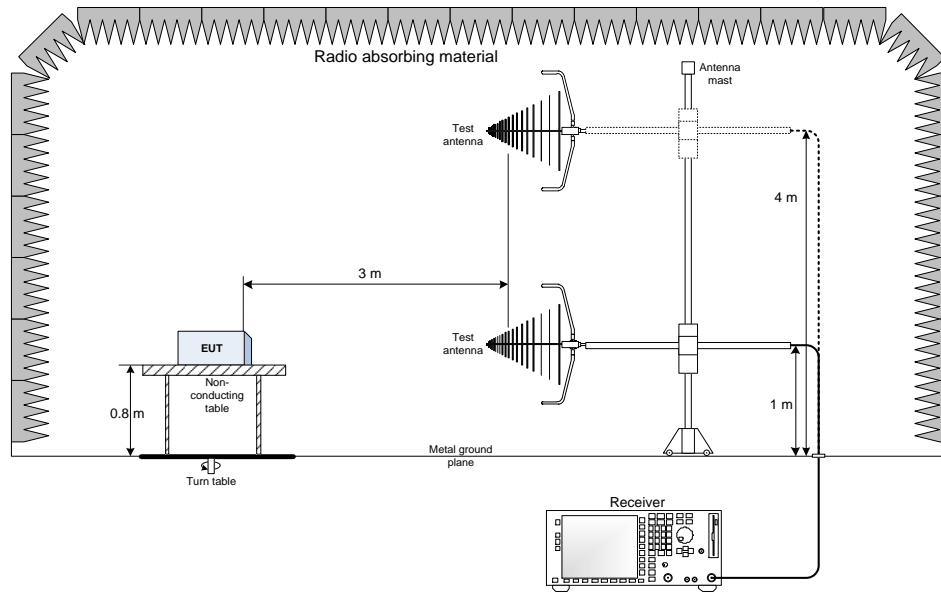 Radio absorbing material
Antenna
mast
Test
antenna
4 m
3 m
Test
antenna
EUT
Non-
conducting
table
0.8 m
1 m
Metal ground
plane
Turn table
Receiver